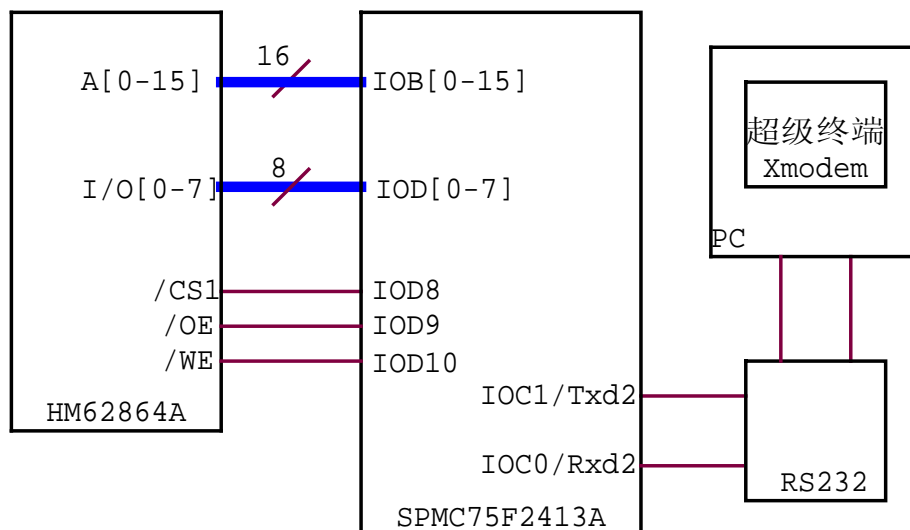 16
A[0-15]
IOB[0-15]
8
I/O[0-7]
IOD[0-7]
/CS1
IOD8
/OE
IOD9
/WE
IOD10
HM62864A
IOC1/Txd2
IOC0/Rxd2
SPMC75F2413A
超级终端
Xmodem
PC
RS232